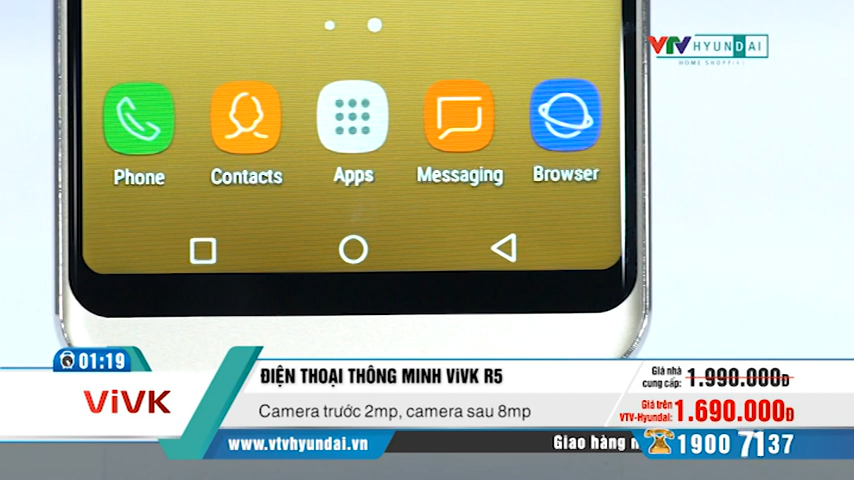 VTV HYUNDAI
HOME SHOPPING
Phone
Contacts
Apps
Messaging
Browser
01:19
ViVK
ĐIỆN THOẠI THÔNG MINH ViVK R5
Camera trước 2mp, camera sau 8mp
Giá nhà
cung cấp: 1.990.000Đ
Giá trên
VTV-Hyundai: 1.690.000Đ
www.vtvhyundai.vn
Giao hàng
1900 7137